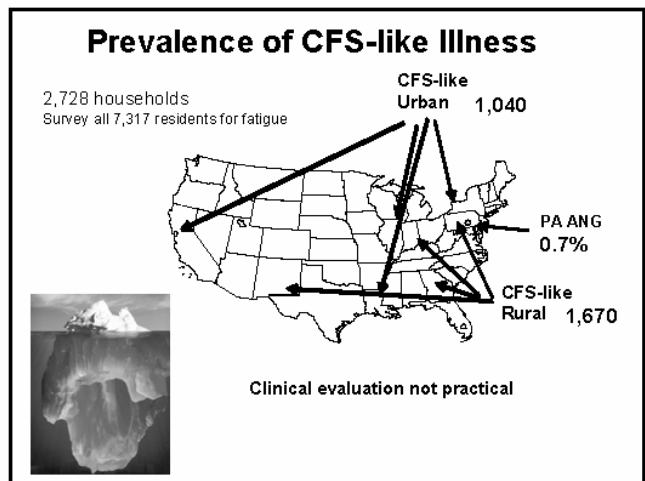 Prevalence of CFS-like Illness
2,728 households
Survey all 7,317 residents for fatigue
CFS-like
Urban 1,040
PA ANG
0.7%
CFS-like
Rural 1,670
Clinical evaluation not practical